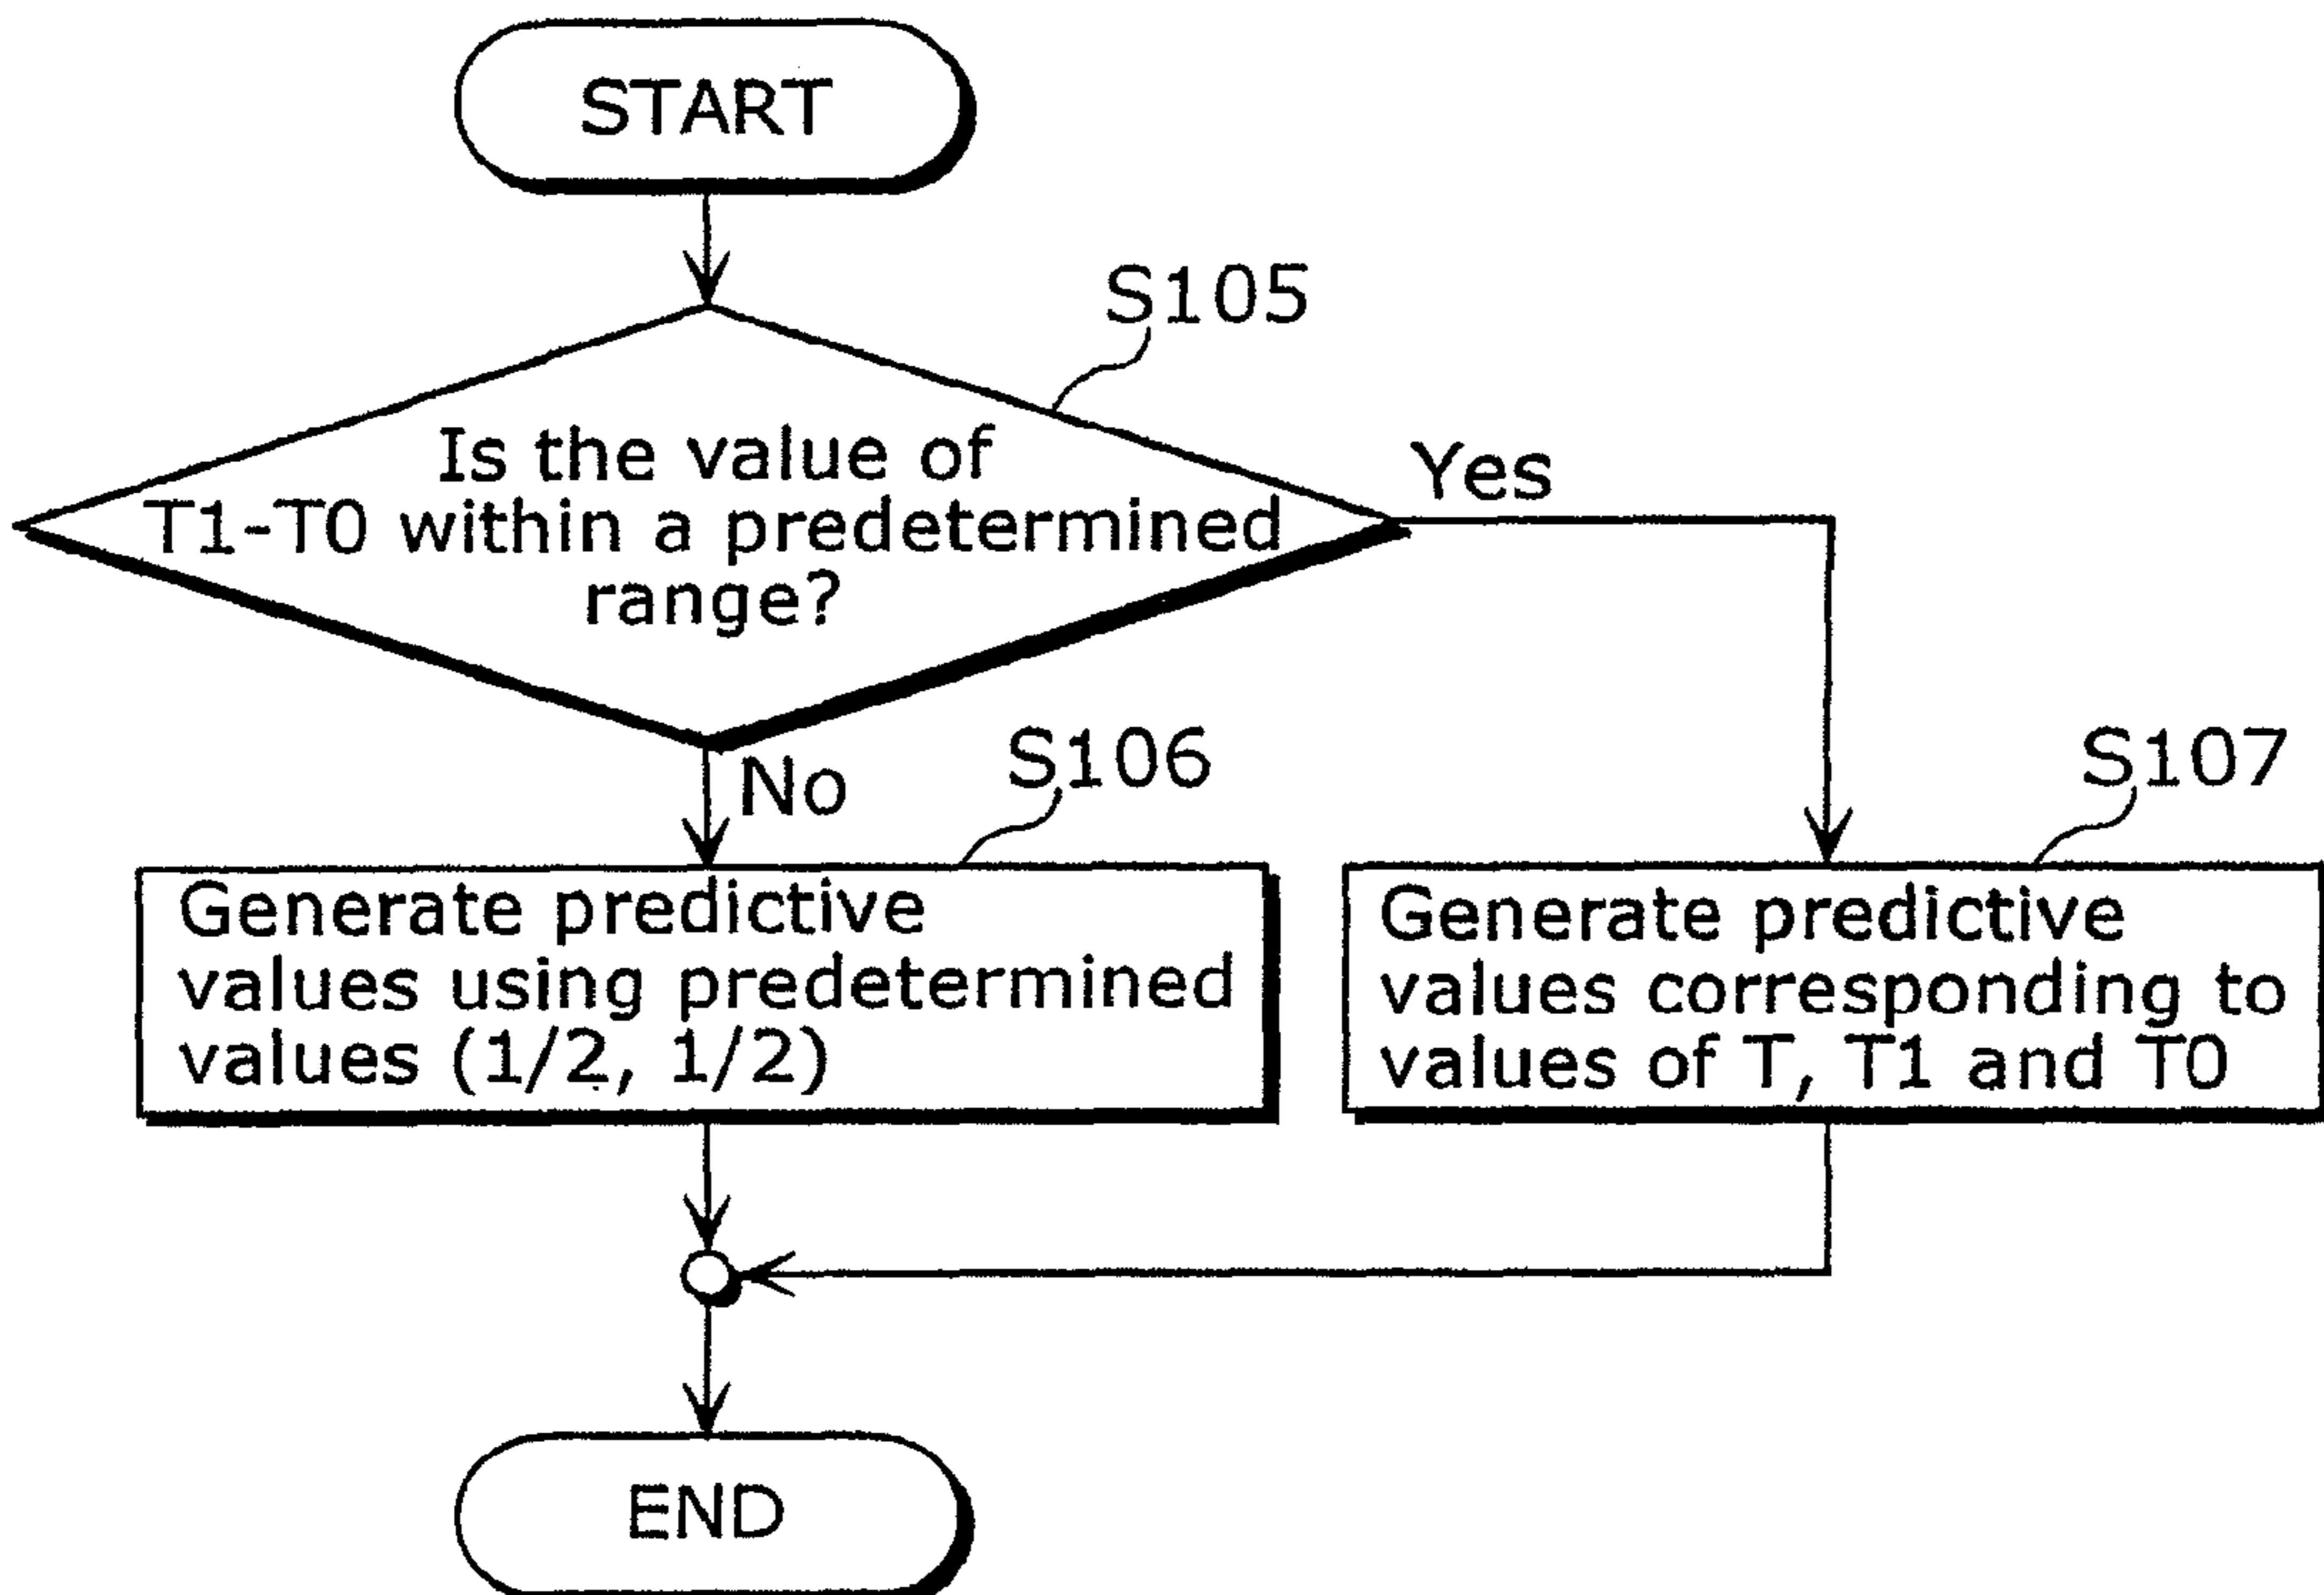 START
S105
Is the value of
T1-T0 within a predetermined
range?
Yes
No
S106
S107
Generate predictive
values using predetermined
values (1/2, 1/2)
Generate predictive
values corresponding to
values of T, T1 and T0
END